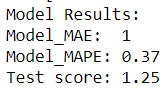 Model Results:
Model_MAE:  1
Model_MAPE: 0.37
Test score: 1.25